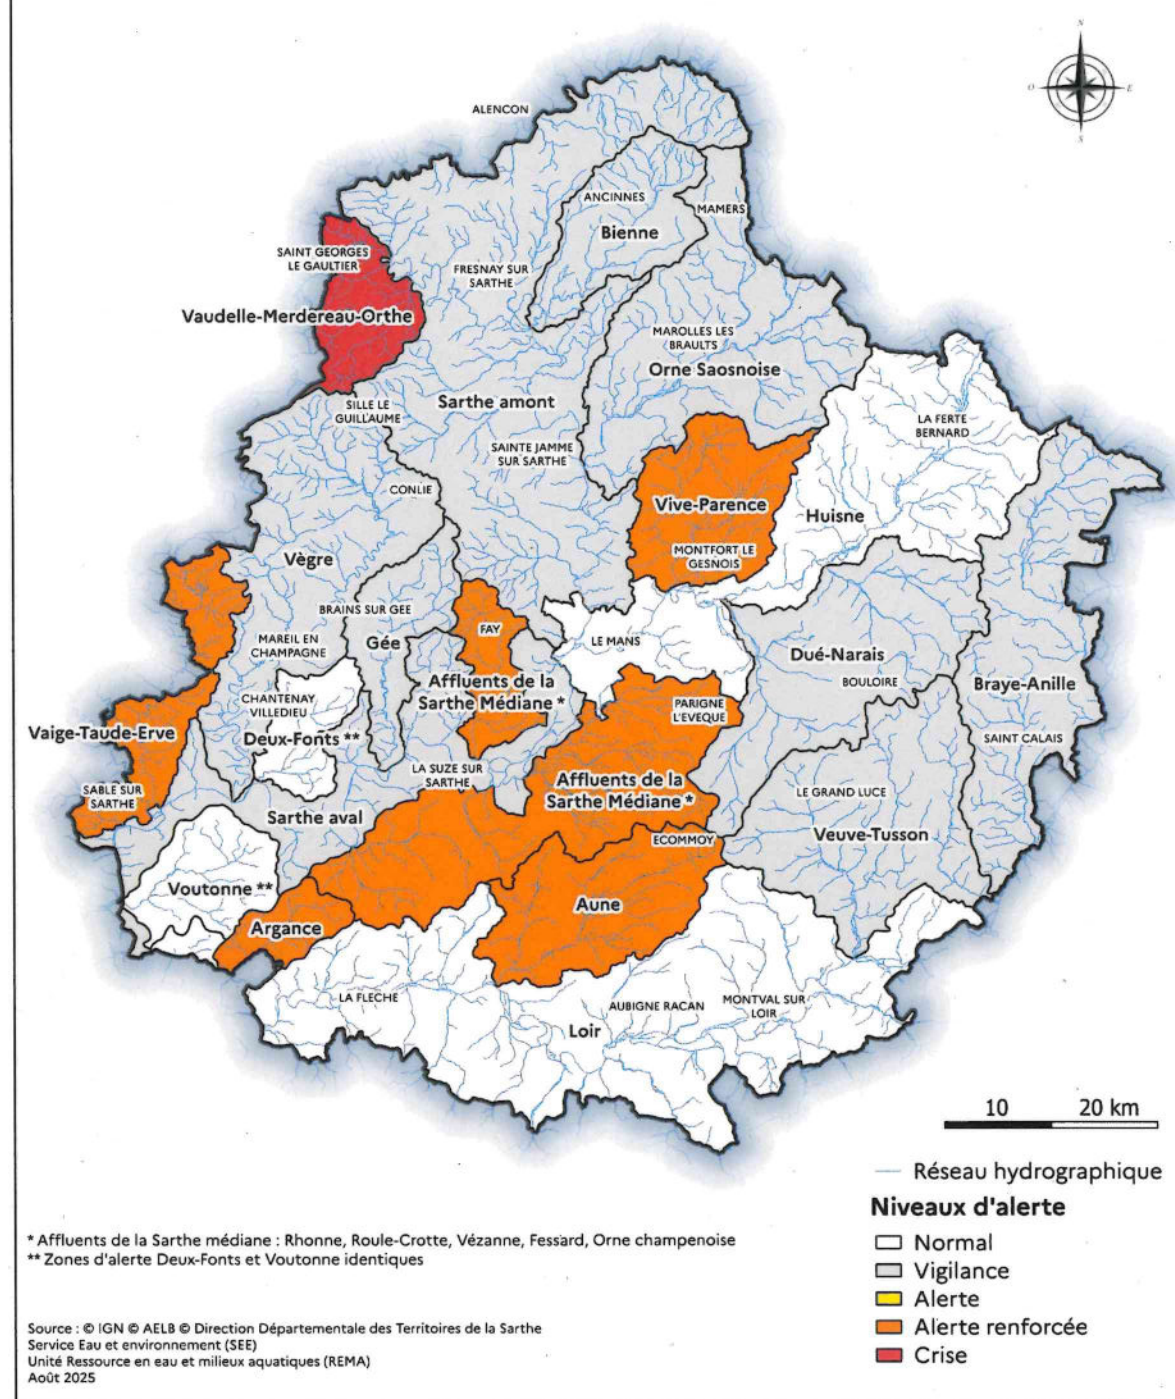 N
O
E
S
ALENCON
ANCINNES
MAMERS
Bienne
SAINT GEORGES
LE GAULTIER
FRESNAY SUR
SARTHE
Vaudelle-Merdereau-Orthe
MAROLLES LES
BRAULTS
Orne Saosnoise
SILLE LE
GUILLAUME
Sarthe amont
LA FERTE
BERNARD
SAINTE JAMME
SUR SARTHE
CONLIE
Vive-Parence
Huisne
MONTFORT LE
GESNOIS
Vègre
BRAINS SUR GEE
FAY
LE MANS
MAREIL EN
CHAMPAGNE
Gée
Dué-Narais
BOULOIRE
Braye-Anille
Affluents de la
Sarthe Médiane *
CHANTENAY
VILLEDIEU
PARIGNE
L'EVEQUE
Vaige-Taude-Erve
Deux-Fonts **
SAINT CALAIS
LA SUZE SUR
SARTHE
Affluents de la
Sarthe Médiane *
SABLE SUR
SARTHE
LE GRAND LUCE
Sarthe aval
ECOMMOY
Veuve-Tusson
Voutonne **
Argance
Aune
LA FLECHE
AUBIGNE RACAN
MONTVAL SUR
LOIR
Loir
10 20 km
Réseau hydrographique
Niveaux d'alerte
Normal
Vigilance
Alerte
Alerte renforcée
Crise
* Affluents de la Sarthe médiane : Rhonne, Roule-Crotte, Vézanne, Fessard, Orne champenoise
** Zones d'alerte Deux-Fonts et Voutonne identiques
Source : © IGN © AELB © Direction Départementale des Territoires de la Sarthe
Service Eau et environnement (SEE)
Unité Ressource en eau et milieux aquatiques (REMA)
Août 2025